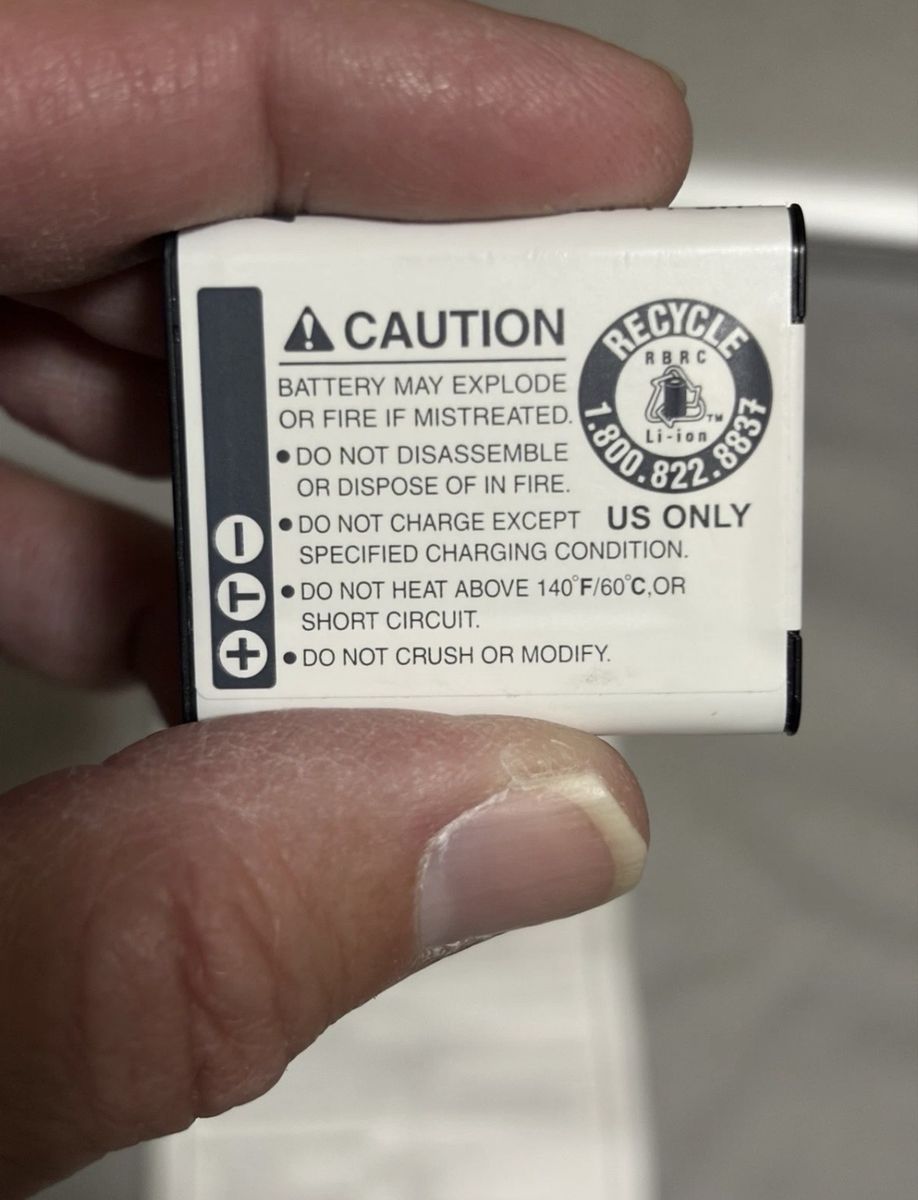 ⚠ CAUTION
BATTERY MAY EXPLODE
OR FIRE IF MISTREATED.
• DO NOT DISASSEMBLE
OR DISPOSE OF IN FIRE.
• DO NOT CHARGE EXCEPT
SPECIFIED CHARGING CONDITION.
• DO NOT HEAT ABOVE 140°F/60°C,OR
SHORT CIRCUIT.
• DO NOT CRUSH OR MODIFY.
RECYCLE
RBRC
TM
Li-ion
1.800.822.8837
US ONLY
−
T
+